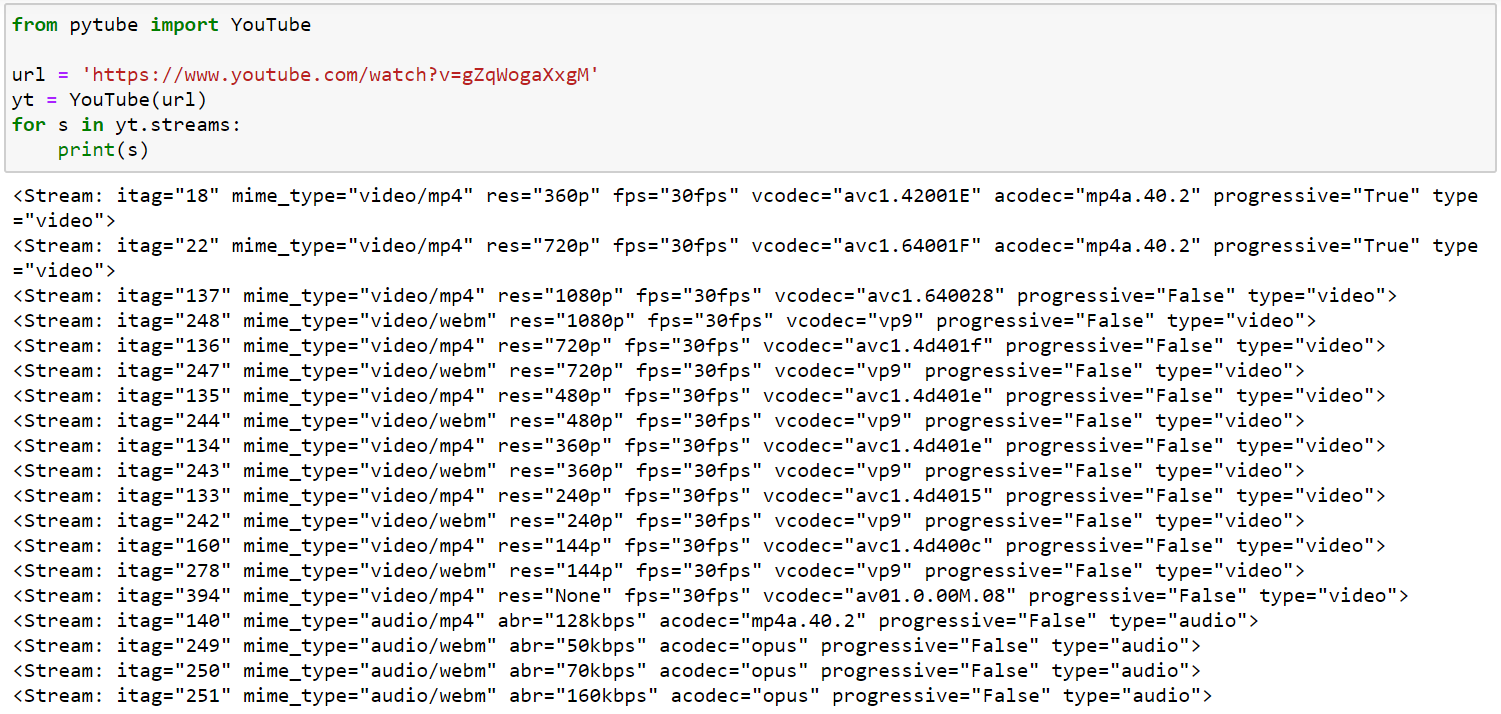 from pytube import YouTube
url = 'https://www.youtube.com/watch?v=gZqWogaXxgM'
yt = YouTube(url)
for s in yt.streams:
    print(s)
<Stream: itag="18" mime_type="video/mp4" res="360p" fps="30fps" vcodec="avc1.42001E" acodec="mp4a.40.2" progressive="True" type
="video">
<Stream: itag="22" mime_type="video/mp4" res="720p" fps="30fps" vcodec="avc1.64001F" acodec="mp4a.40.2" progressive="True" type
="video">
<Stream: itag="137" mime_type="video/mp4" res="1080p" fps="30fps" vcodec="avc1.640028" progressive="False" type="video">
<Stream: itag="248" mime_type="video/webm" res="1080p" fps="30fps" vcodec="vp9" progressive="False" type="video">
<Stream: itag="136" mime_type="video/mp4" res="720p" fps="30fps" vcodec="avc1.4d401f" progressive="False" type="video">
<Stream: itag="247" mime_type="video/webm" res="720p" fps="30fps" vcodec="vp9" progressive="False" type="video">
<Stream: itag="135" mime_type="video/mp4" res="480p" fps="30fps" vcodec="avc1.4d401e" progressive="False" type="video">
<Stream: itag="244" mime_type="video/webm" res="480p" fps="30fps" vcodec="vp9" progressive="False" type="video">
<Stream: itag="134" mime_type="video/mp4" res="360p" fps="30fps" vcodec="avc1.4d401e" progressive="False" type="video">
<Stream: itag="243" mime_type="video/webm" res="360p" fps="30fps" vcodec="vp9" progressive="False" type="video">
<Stream: itag="133" mime_type="video/mp4" res="240p" fps="30fps" vcodec="avc1.4d4015" progressive="False" type="video">
<Stream: itag="242" mime_type="video/webm" res="240p" fps="30fps" vcodec="vp9" progressive="False" type="video">
<Stream: itag="160" mime_type="video/mp4" res="144p" fps="30fps" vcodec="avc1.4d400c" progressive="False" type="video">
<Stream: itag="278" mime_type="video/webm" res="144p" fps="30fps" vcodec="vp9" progressive="False" type="video">
<Stream: itag="394" mime_type="video/mp4" res="None" fps="30fps" vcodec="av01.0.00M.08" progressive="False" type="video">
<Stream: itag="140" mime_type="audio/mp4" abr="128kbps" acodec="mp4a.40.2" progressive="False" type="audio">
<Stream: itag="249" mime_type="audio/webm" abr="50kbps" acodec="opus" progressive="False" type="audio">
<Stream: itag="250" mime_type="audio/webm" abr="70kbps" acodec="opus" progressive="False" type="audio">
<Stream: itag="251" mime_type="audio/webm" abr="160kbps" acodec="opus" progressive="False" type="audio">